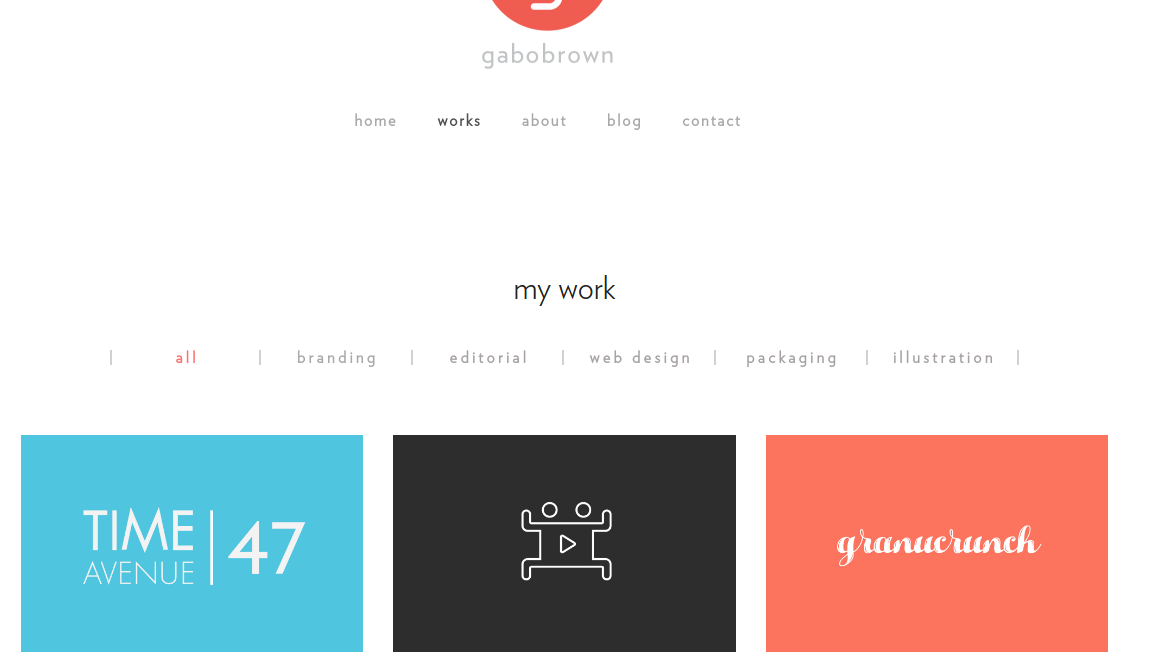 gabobrown
home works about blog contact
my work
| all | branding | editorial | web design | packaging | illustration |
TIME
AVENUE
47
granucrunch